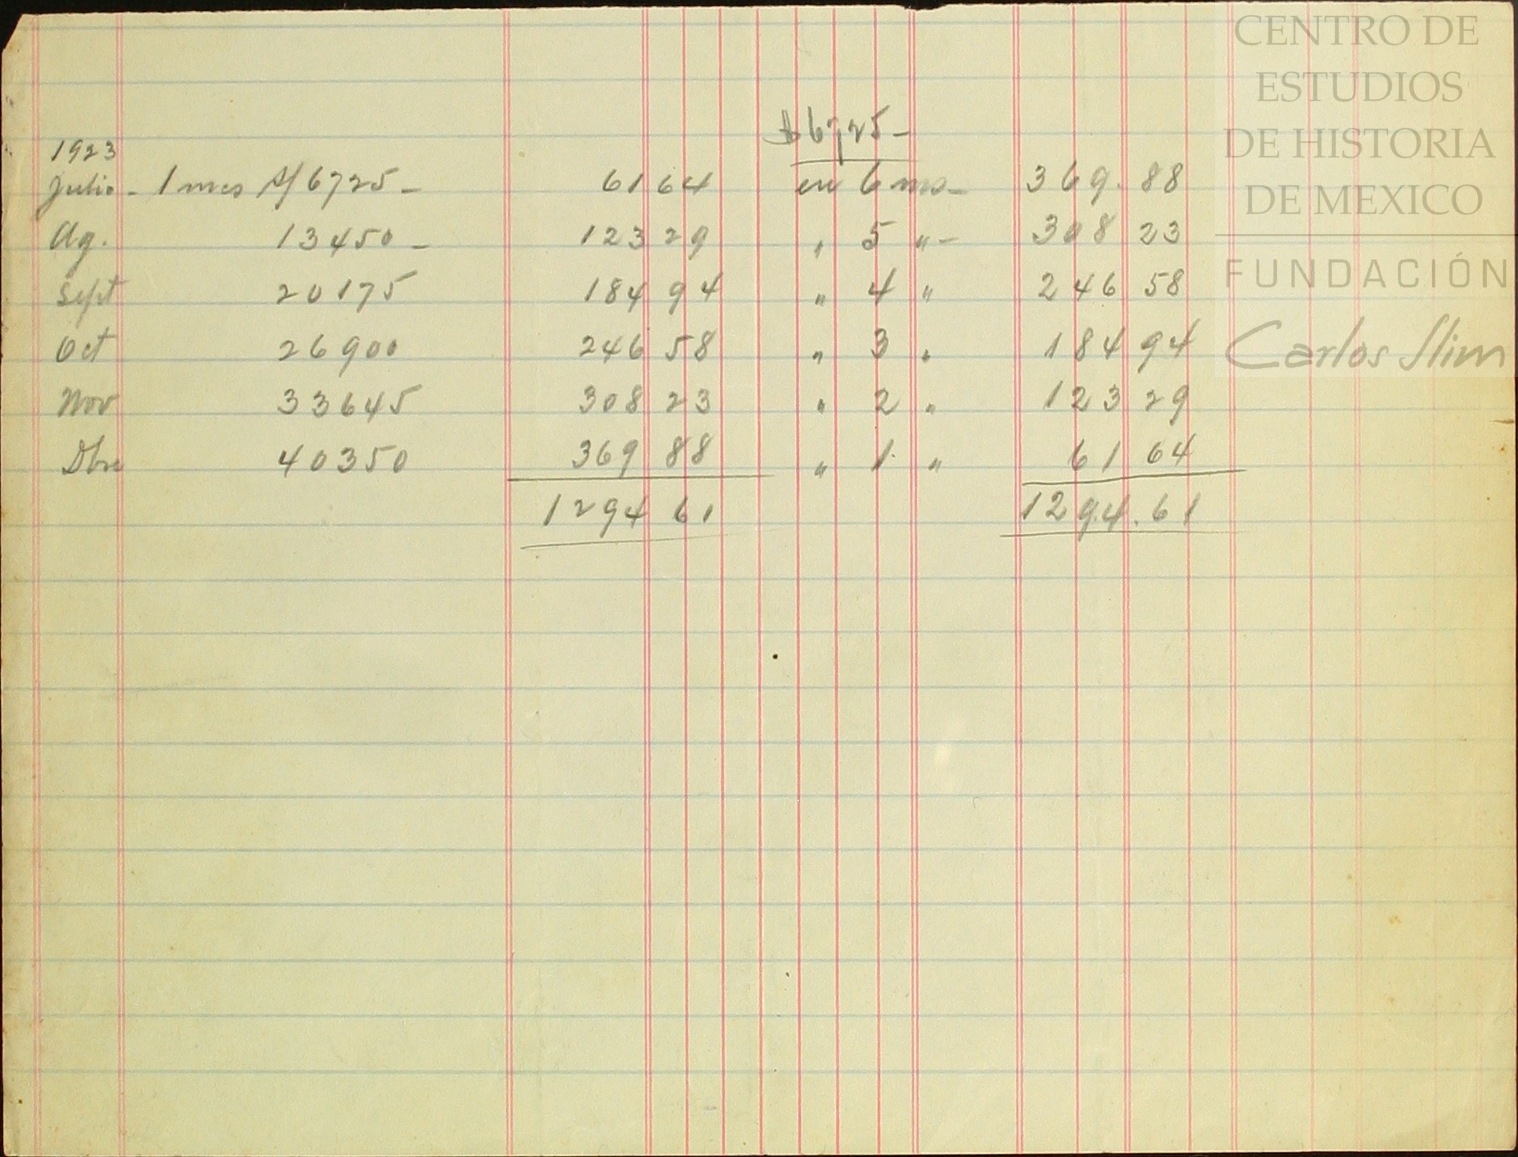 CENTRO DE
ESTUDIOS
DE HISTORIA
DE MEXICO
FUNDACIÓN
Carlos Slim
$6725-
1923
Julio - 1 mes s/6725- 61 64 en 6 ms- 369.88
Ag. 13450- 123 29 " 5 "- 308 23
Sept 20175 184 94 " 4 " 246 58
Oct 26900 246 58 " 3 " 184 94
Nov 33645 308 23 " 2 " 123 29
Dbre 40350 369 88 " 1 " 61 64
1294 61 1294.61